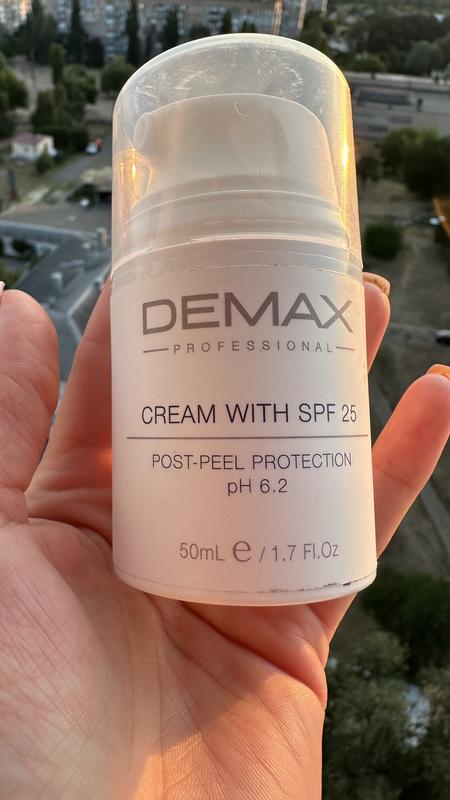 DEMAX
PROFESSIONAL
CREAM WITH SPF 25
POST-PEEL PROTECTION
pH 6.2
50mL e / 1.7 Fl.Oz